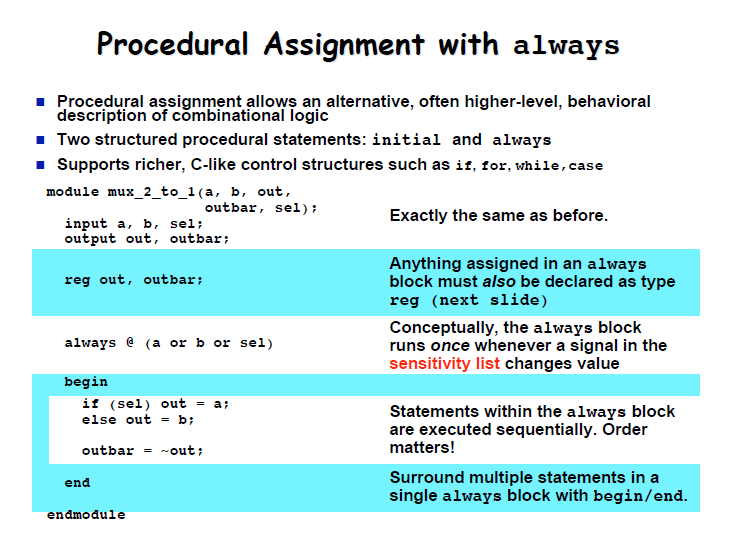 Procedural Assignment with always
■ Procedural assignment allows an alternative, often higher-level, behavioral
description of combinational logic
■ Two structured procedural statements: initial and always
■ Supports richer, C-like control structures such as if, for, while,case
module mux_2_to_1(a, b, out,
outbar, sel);
input a, b, sel;
output out, outbar;
Exactly the same as before.
reg out, outbar;
Anything assigned in an always
block must also be declared as type
reg (next slide)
always @ (a or b or sel)
Conceptually, the always block
runs once whenever a signal in the
sensitivity list changes value
begin
if (sel) out = a;
else out = b;
outbar = ~out;
Statements within the always block
are executed sequentially. Order
matters!
end
Surround multiple statements in a
single always block with begin/end.
endmodule